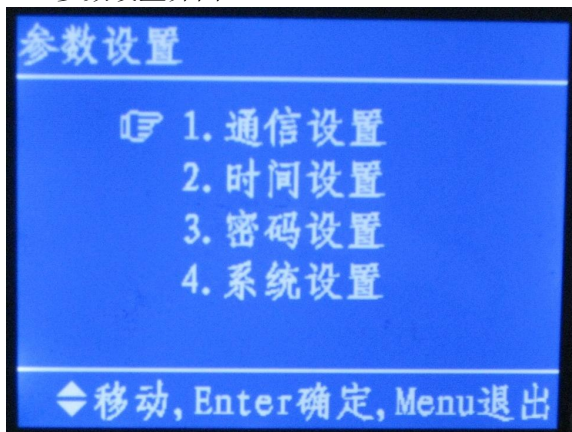 参数设置
1.通信设置
2.时间设置
3.密码设置
4.系统设置
移动,Enter确定,Menu退出